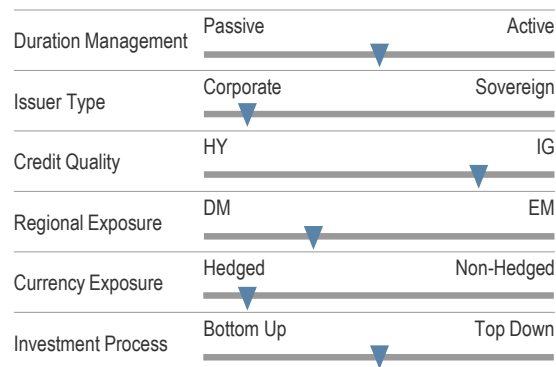 Duration Management Passive Active
Issuer Type Corporate Sovereign
Credit Quality HY IG
Regional Exposure DM EM
Currency Exposure Hedged Non-Hedged
Investment Process Bottom Up Top Down